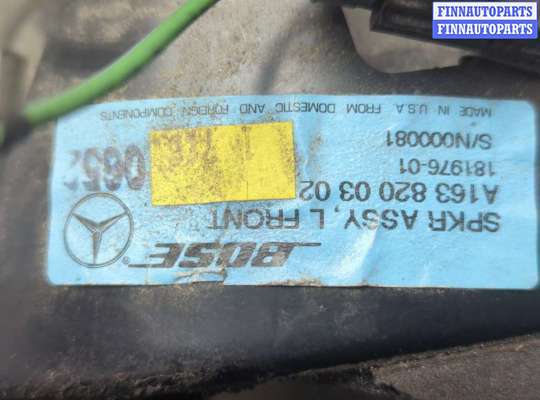 FINNAUTOPARTS
FINNAUTOPARTS
FINNAUTOPARTS
BOSE®
SPKR ASSY, L FRONT
A163 820 03 02
181976-01
S/N000081
MADE IN U.S.A FROM DOMESTIC AND FOREIGN COMPONENTS